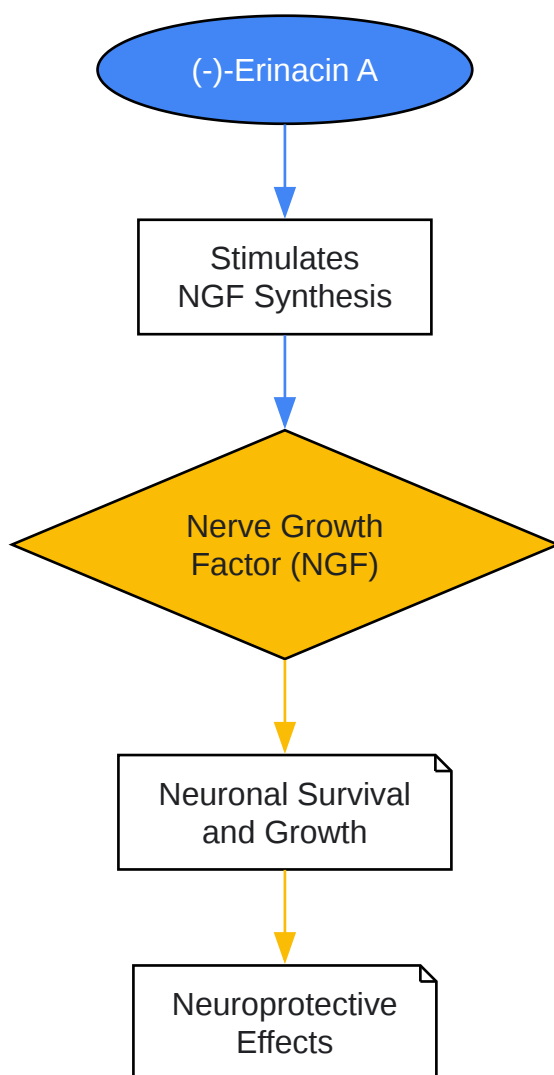 (-)-Erinacin A
Stimulates
NGF Synthesis
Nerve Growth
Factor (NGF)
Neuronal Survival
and Growth
Neuroprotective
Effects